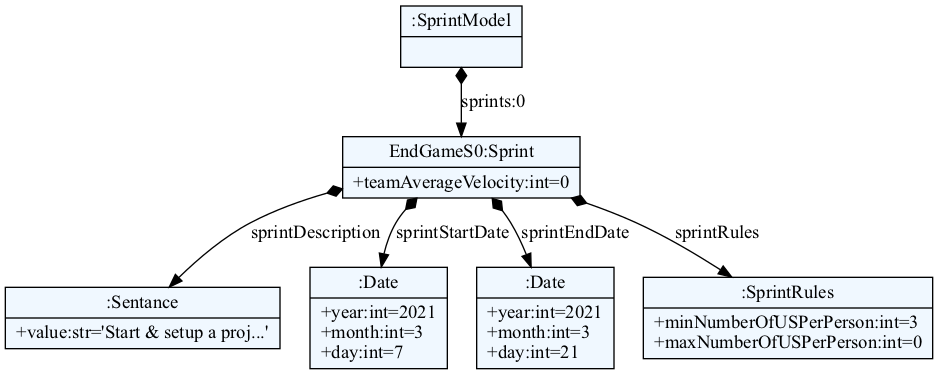 :SprintModel
sprints:0
EndGameS0:Sprint
+teamAverageVelocity:int=0
sprintDescription
sprintStartDate
sprintEndDate
sprintRules
:Sentance
+value:str='Start & setup a proj...'
:Date
+year:int=2021
+month:int=3
+day:int=7
:Date
+year:int=2021
+month:int=3
+day:int=21
:SprintRules
+minNumberOfUSPerPerson:int=3
+maxNumberOfUSPerPerson:int=0